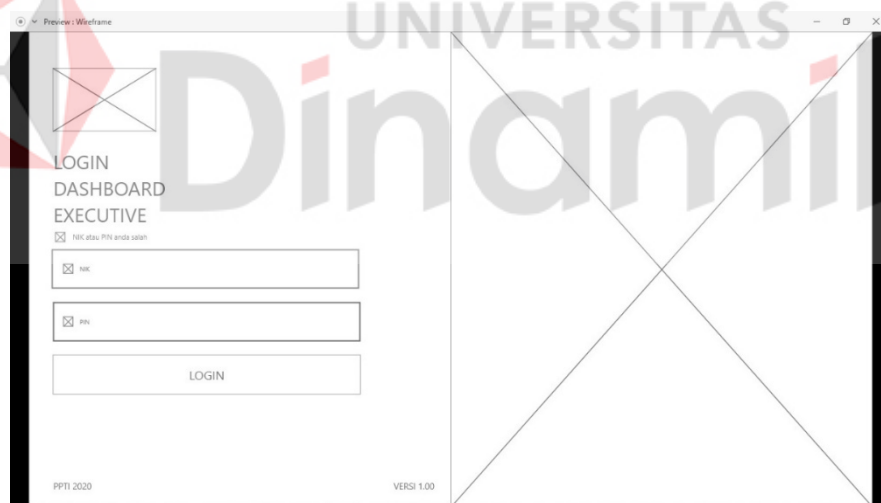 Preview : Wireframe
UNIVERSITAS
Dinamik
LOGIN
DASHBOARD
EXECUTIVE
NIK atau PIN anda salah
NIK
PIN
LOGIN
PPTI 2020
VERSI 1.00